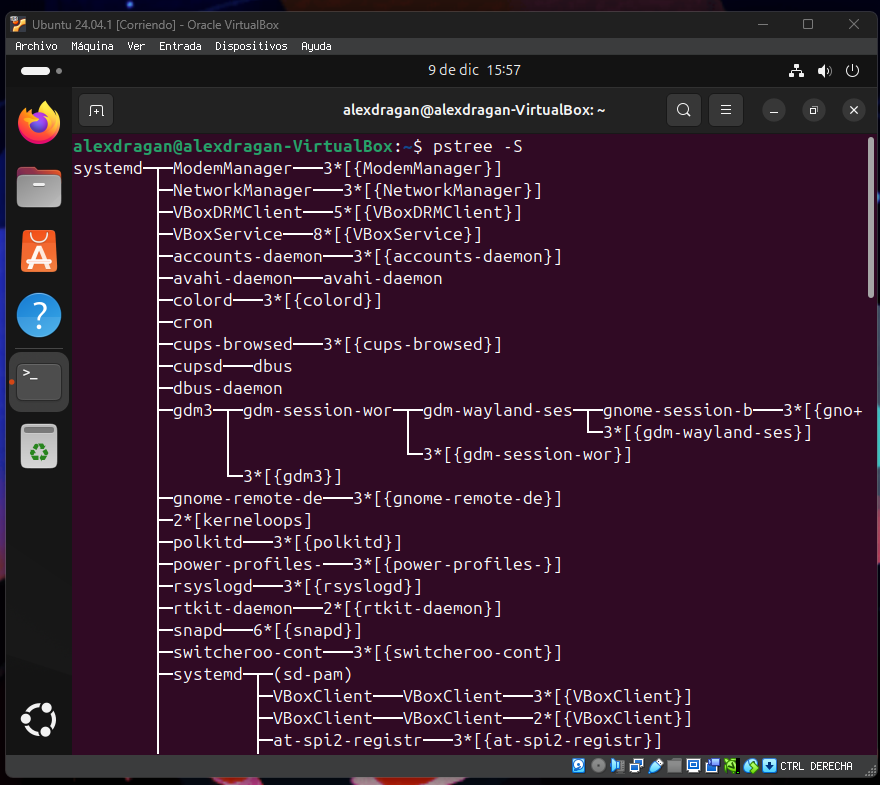 Ubuntu 24.04.1 [Corriendo] - Oracle VirtualBox
Archivo Máquina Ver Entrada Dispositivos Ayuda
9 de dic 15:57
alexdragan@alexdragan-VirtualBox: ~
alexdragan@alexdragan-VirtualBox:~$ pstree -S
systemd─┬─ModemManager───3*[{ModemManager}]
├─NetworkManager───3*[{NetworkManager}]
├─VBoxDRMClient───5*[{VBoxDRMClient}]
├─VBoxService───8*[{VBoxService}]
├─accounts-daemon───3*[{accounts-daemon}]
├─avahi-daemon───avahi-daemon
├─colord───3*[{colord}]
├─cron
├─cups-browsed───3*[{cups-browsed}]
├─cupsd───dbus
├─dbus-daemon
├─gdm3─┬─gdm-session-wor─┬─gdm-wayland-ses─┬─gnome-session-b───3*[{gno+
│ │ │ └─3*[{gdm-wayland-ses}]
│ │ └─3*[{gdm-session-wor}]
│ └─3*[{gdm3}]
├─gnome-remote-de───3*[{gnome-remote-de}]
├─2*[kerneloops]
├─polkitd───3*[{polkitd}]
├─power-profiles-───3*[{power-profiles-}]
├─rsyslogd───3*[{rsyslogd}]
├─rtkit-daemon───2*[{rtkit-daemon}]
├─snapd───6*[{snapd}]
├─switcheroo-cont───3*[{switcheroo-cont}]
├─systemd─┬─(sd-pam)
│ ├─VBoxClient───VBoxClient───3*[{VBoxClient}]
│ ├─VBoxClient───VBoxClient───2*[{VBoxClient}]
│ ├─at-spi2-registr───3*[{at-spi2-registr}]
CTRL DERECHA